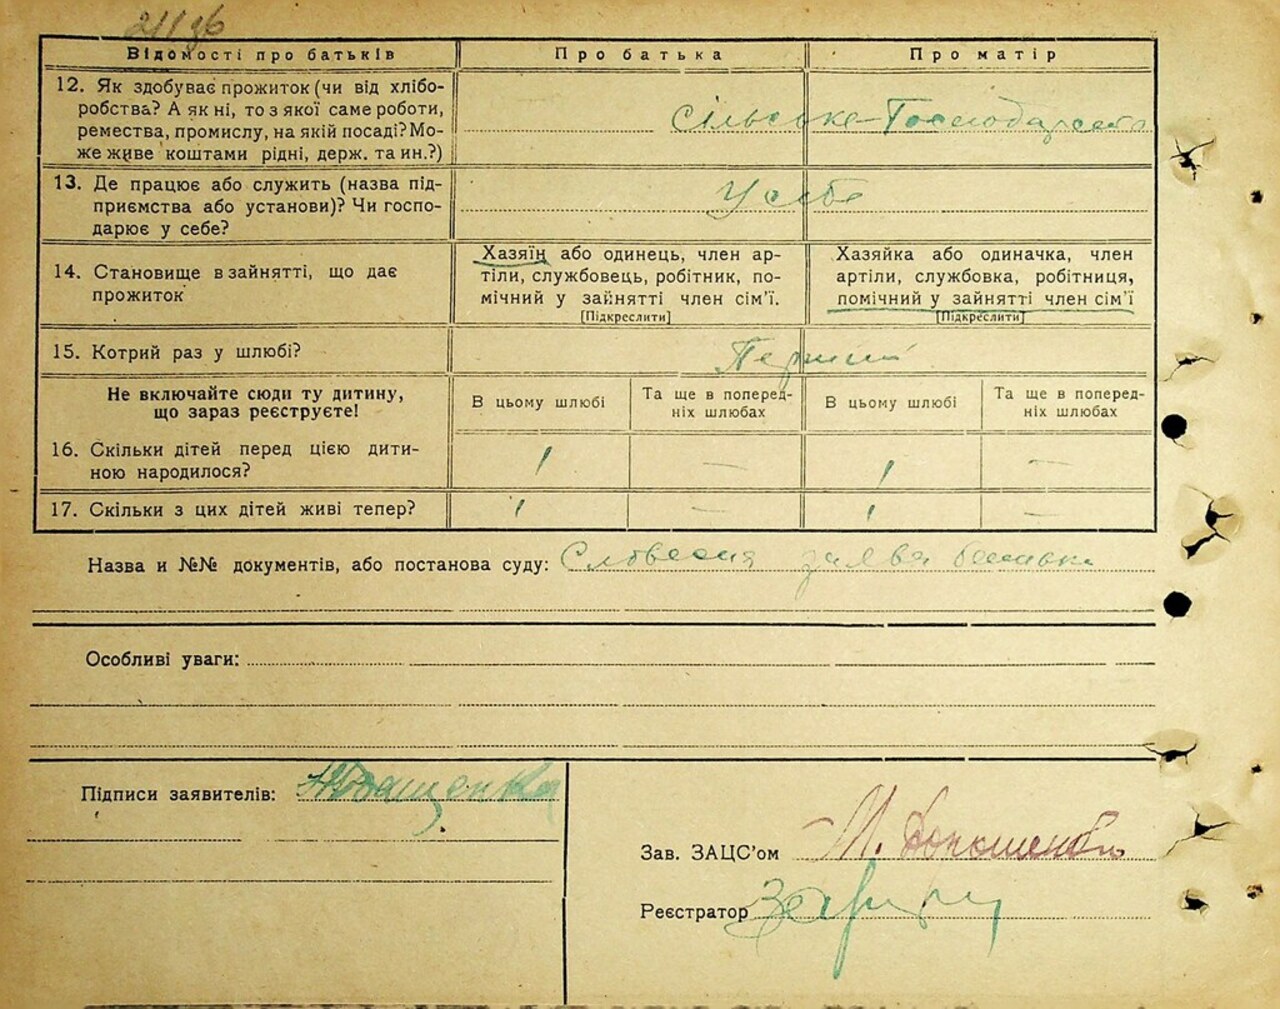 Відомості про батьків Про батька Про матір
12. Як здобуває прожиток (чи від хлібо-
робства? А як ні, то з якої саме роботи,
ремества, промислу, на якій посаді? Мо-
же живе коштами рідні, держ. та ин.?)
Сільське-Господарство
13. Де працює або служить (назва під-
приємства або установи)? Чи госпо-
дарює у себе?
У себе
14. Становище в зайнятті, що дає
прожиток
Хазяїн або одинець, член ар-
тіли, службовець, робітник, по-
мічний у зайнятті член сім'ї.
[Підкреслити]
Хазяйка або одиначка, член
артіли, службовка, робітниця,
помічний у зайнятті член сім'ї
[Підкреслити]
15. Котрий раз у шлюбі? Перший
Не включайте сюди ту дитину,
що зараз реєструєте!
В цьому шлюбі
Та ще в поперед-
ніх шлюбах
В цьому шлюбі
Та ще в поперед-
ніх шлюбах
16. Скільки дітей перед цією дити-
ною народилося?
1 — 1 —
17. Скільки з цих дітей живі тепер? 1 — 1 —
Назва и №№ документів, або постанова суду: Словесна заява батька
Особливі уваги:
Підписи заявителів:
Зав. ЗАЦС'ом М. Дорошенко
Реєстратор